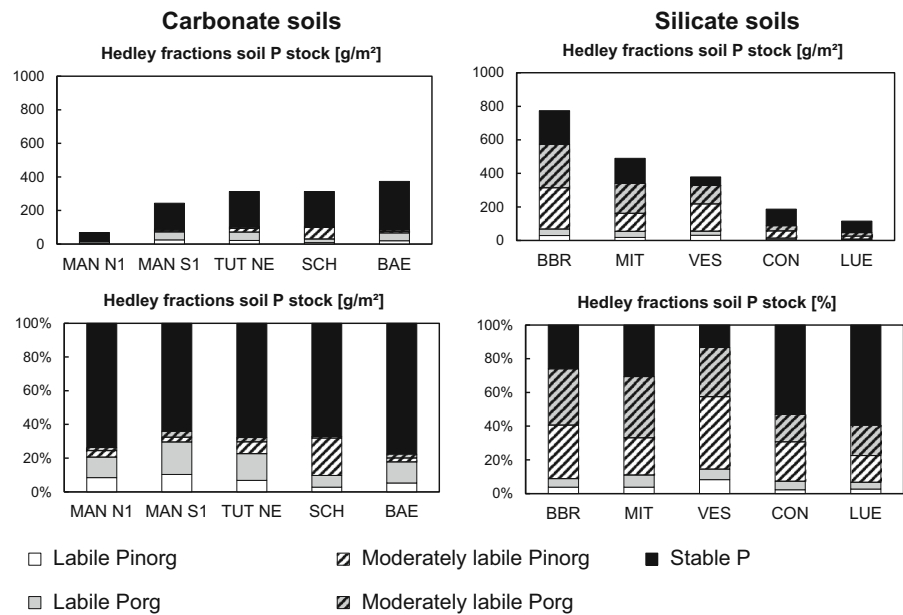 Carbonate soils
Silicate soils
Hedley fractions soil P stock [g/m²]
1000
800
600
400
200
0
MAN N1 MAN S1 TUT NE SCH BAE
Hedley fractions soil P stock [g/m²]
1000
800
600
400
200
0
BBR MIT VES CON LUE
Hedley fractions soil P stock [g/m²]
100%
80%
60%
40%
20%
0%
MAN N1 MAN S1 TUT NE SCH BAE
Hedley fractions soil P stock [%]
100%
80%
60%
40%
20%
0%
BBR MIT VES CON LUE
Labile Pinorg
Moderately labile Pinorg
Stable P
Labile Porg
Moderately labile Porg